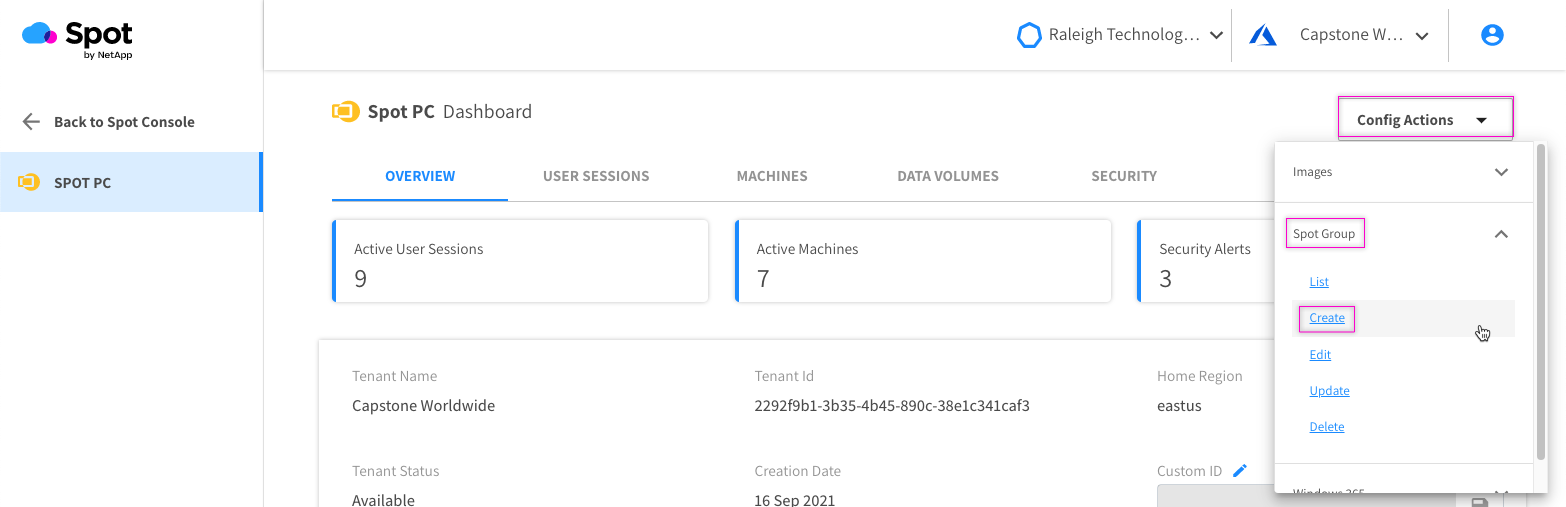 Spot
by NetApp
Raleigh Technolog...
Capstone W...
Back to Spot Console
SPOT PC
Spot PC Dashboard
Config Actions
OVERVIEW
USER SESSIONS
MACHINES
DATA VOLUMES
SECURITY
Active User Sessions
9
Active Machines
7
Security Alerts
3
Images
Spot Group
List
Create
Edit
Update
Delete
Windows 365
Tenant Name
Capstone Worldwide
Tenant Id
2292f9b1-3b35-4b45-890c-38e1c341caf3
Home Region
eastus
Tenant Status
Available
Creation Date
16 Sep 2021
Custom ID